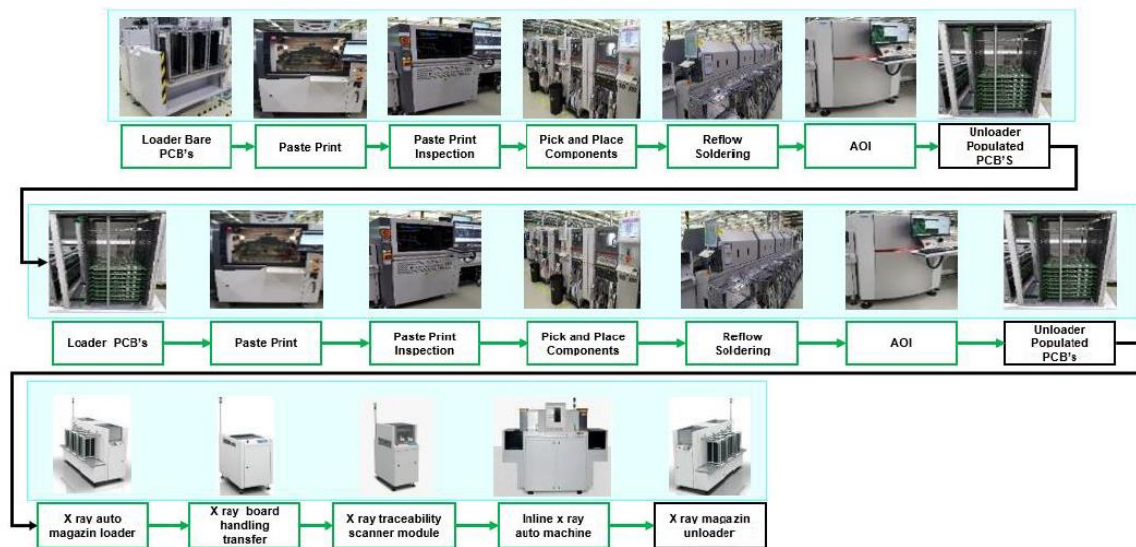 Loader Bare
PCB's
Paste Print
Paste Print
Inspection
Pick and Place
Components
Reflow
Soldering
AOI
Unloader
Populated
PCB'S
Loader PCB's
Paste Print
Paste Print
Inspection
Pick and Place
Components
Reflow
Soldering
AOI
Unloader
Populated
PCB's
X ray auto
magazin loader
X ray board
handling
transfer
X ray traceability
scanner module
Inline x ray
auto machine
X ray magazin
unloader